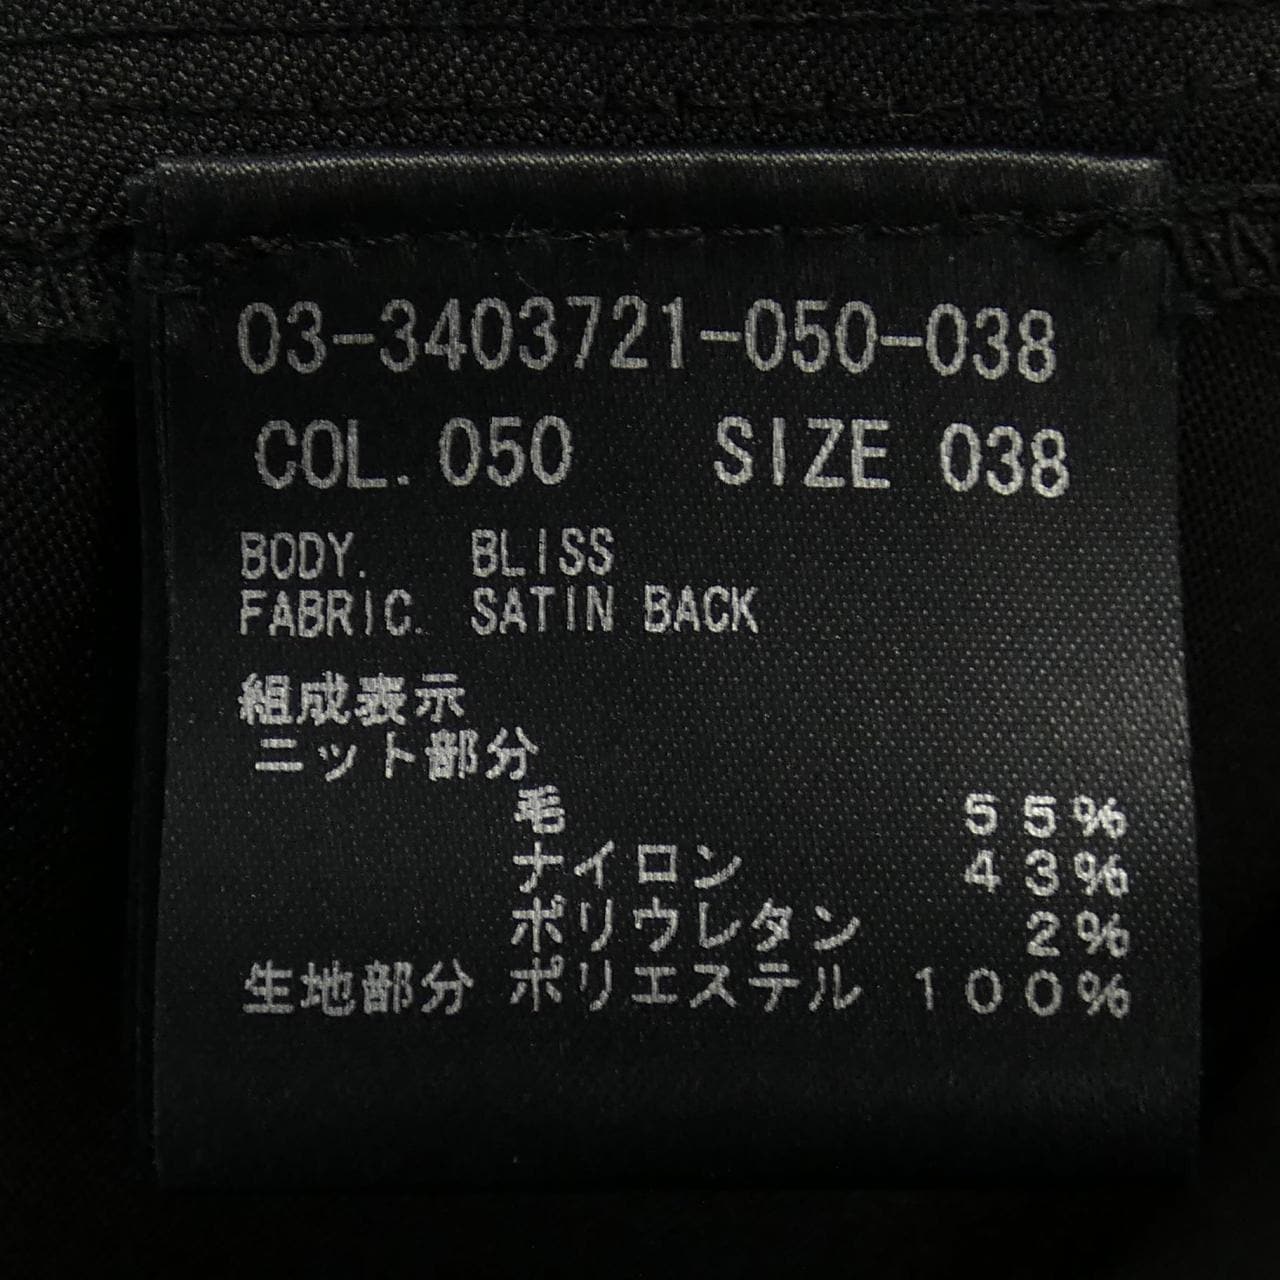 03-3403721-050-038
COL. 050 SIZE 038
BODY. BLISS
FABRIC. SATIN BACK
組成表示
ニット部分
毛 55%
ナイロン 43%
ポリウレタン 2%
生地部分 ポリエステル 100%